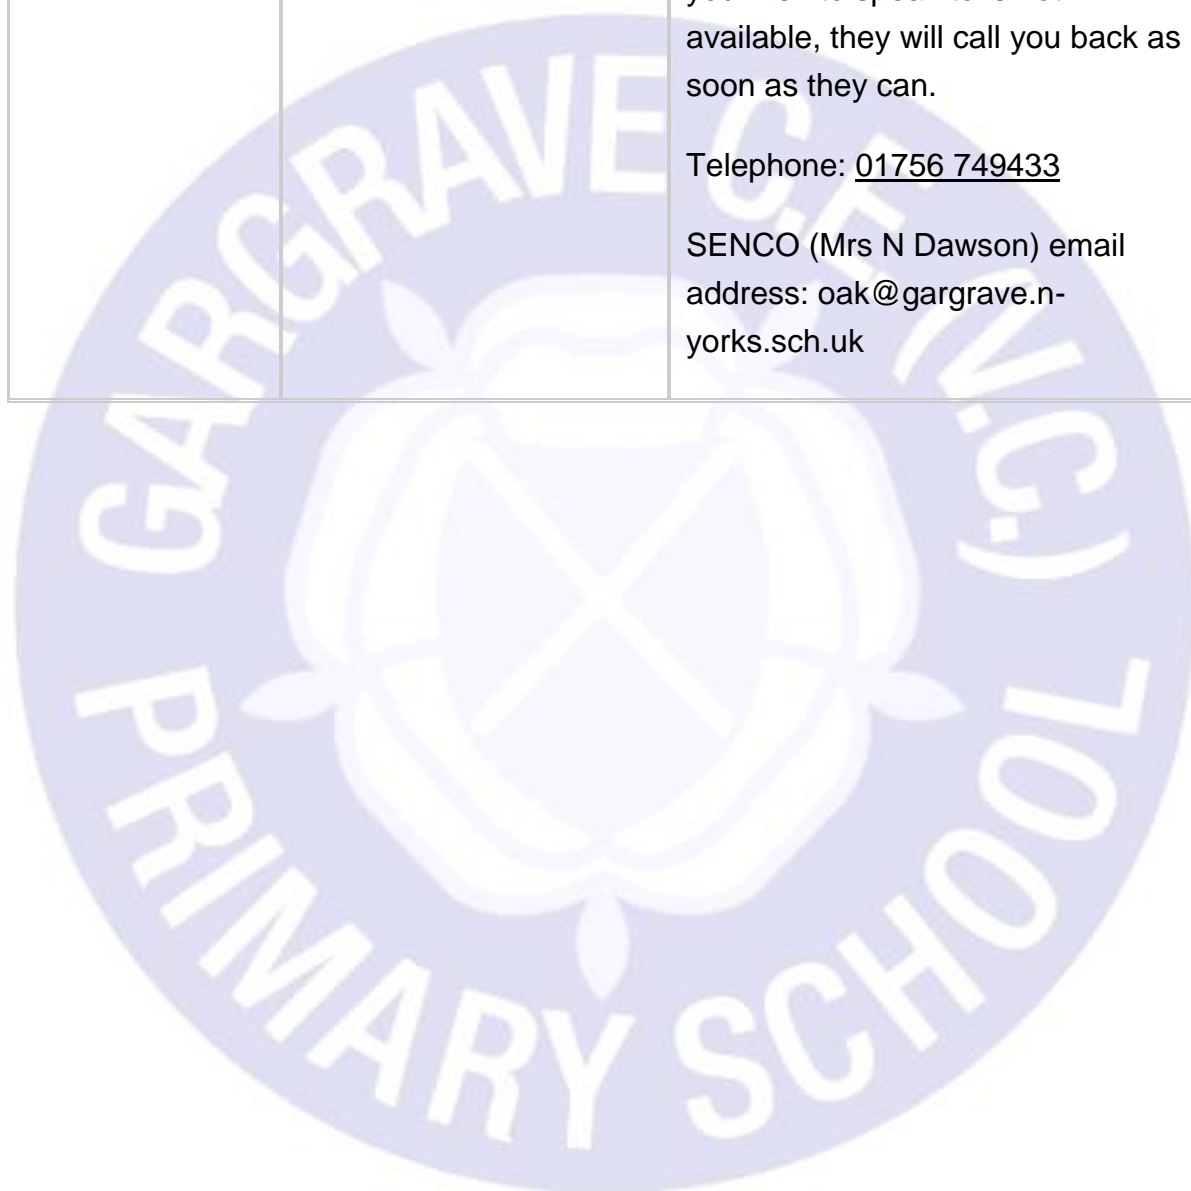 available, they will call you back as
soon as they can.
Telephone: 01756 749433
SENCO (Mrs N Dawson) email
address: oak@gargrave.n-
yorks.sch.uk
GARGRAVE C.E (V.C.)
PRIMARY SCHOOL